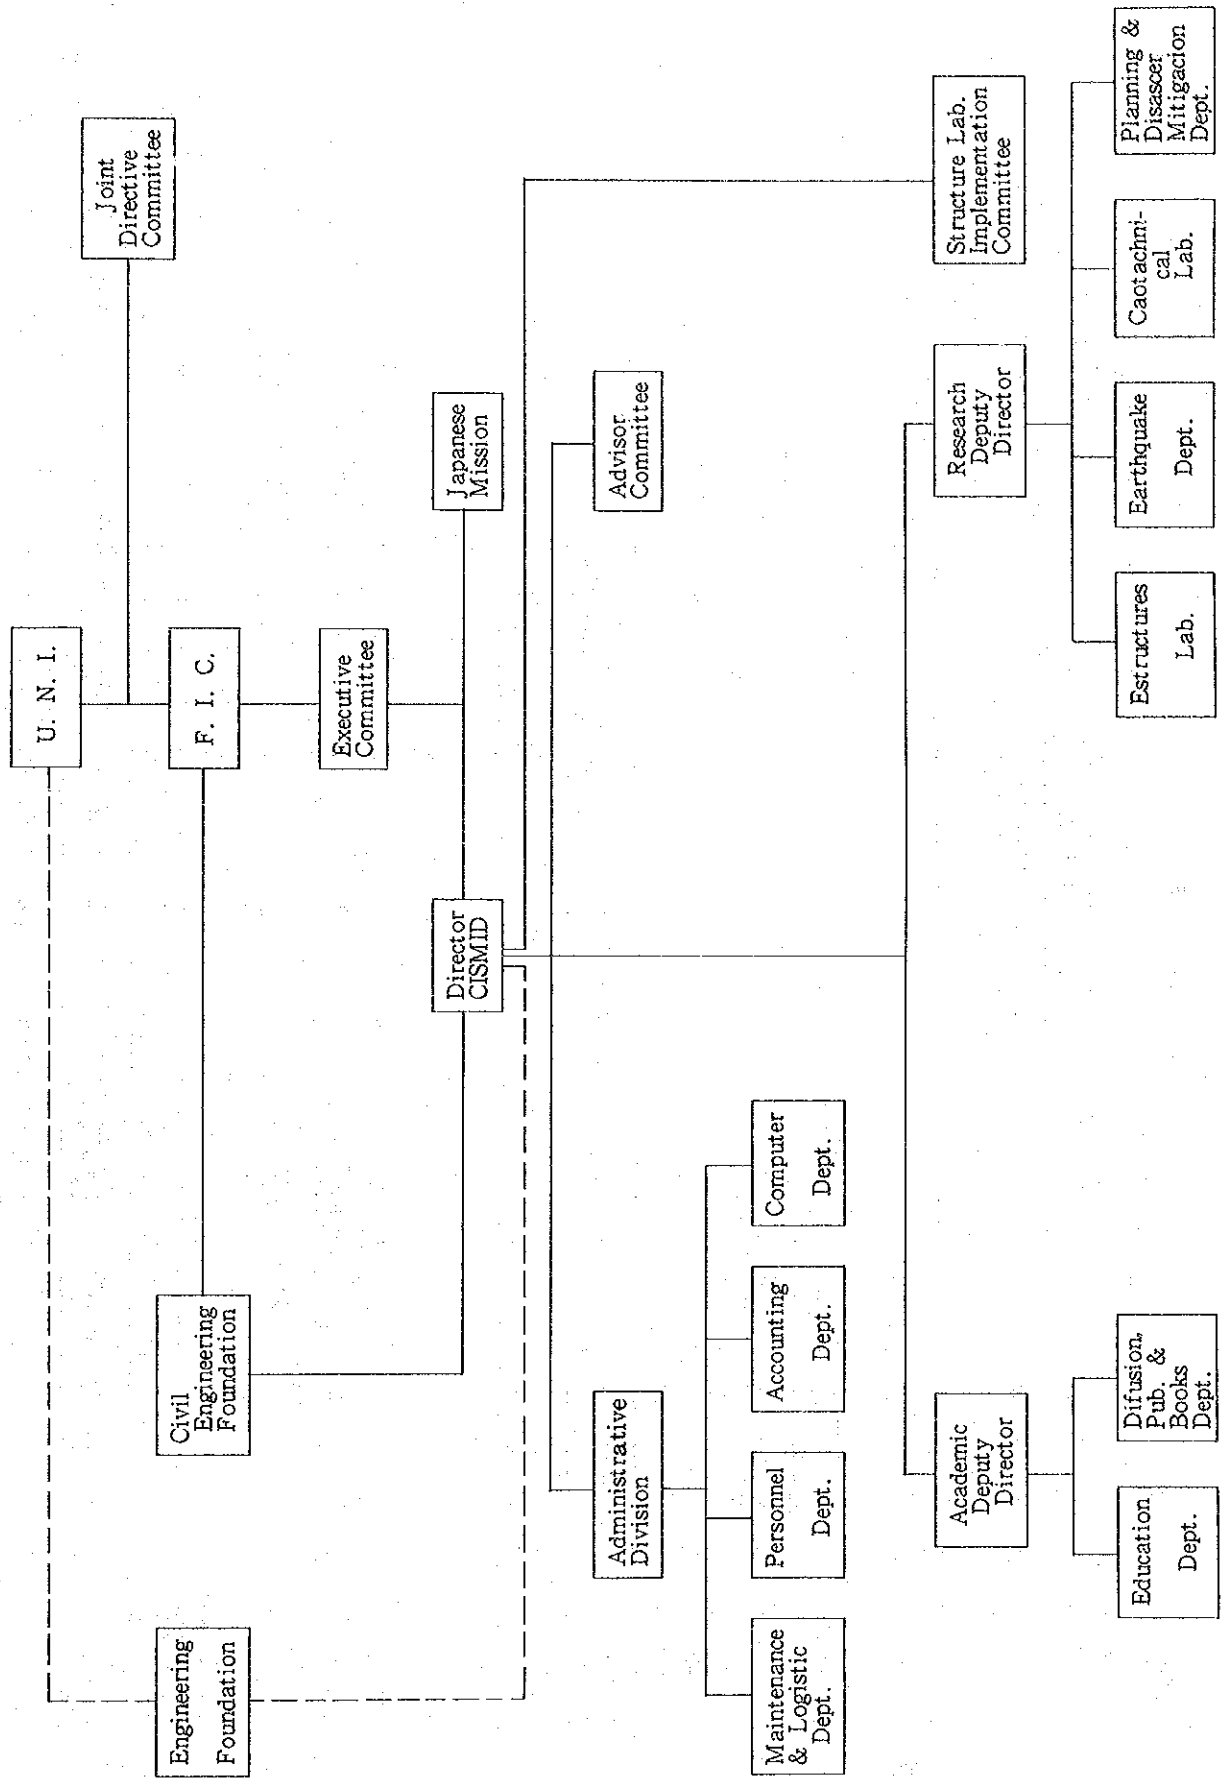 U. N. I.
Joint
Directive
Committee
Engineering
Foundation
Civil
Engineering
Foundation
F. I. C.
Executive
Committee
Director
CISMID
Japanese
Mission
Administrative
Division
Advisor
Committee
Maintenance
& Logistic
Dept.
Personnel
Dept.
Accounting
Dept.
Computer
Dept.
Academic
Deputy
Director
Research
Deputy
Director
Structure Lab.
Implementation
Committee
Education
Dept.
Difusion,
Pub. &
Books
Dept.
Estructures
Lab.
Earthquake
Dept.
Caotachni-
cal
Lab.
Planning &
Disascer
Mitigacion
Dept.